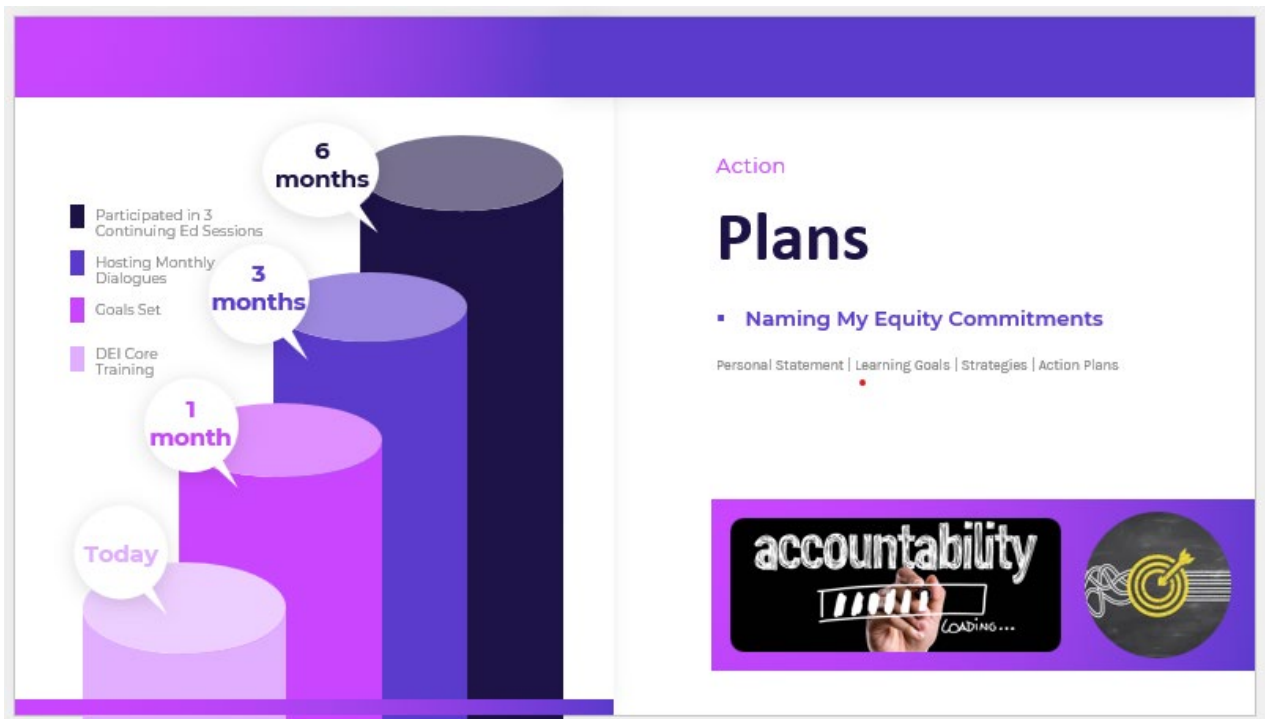 6
months
Participated in 3
Continuing Ed Sessions
Hosting Monthly
Dialogues
3
months
Goals Set
DEI Core
Training
1
month
Today
Action
Plans
▪ Naming My Equity Commitments
Personal Statement | Learning Goals | Strategies | Action Plans
accountability
LOADING...